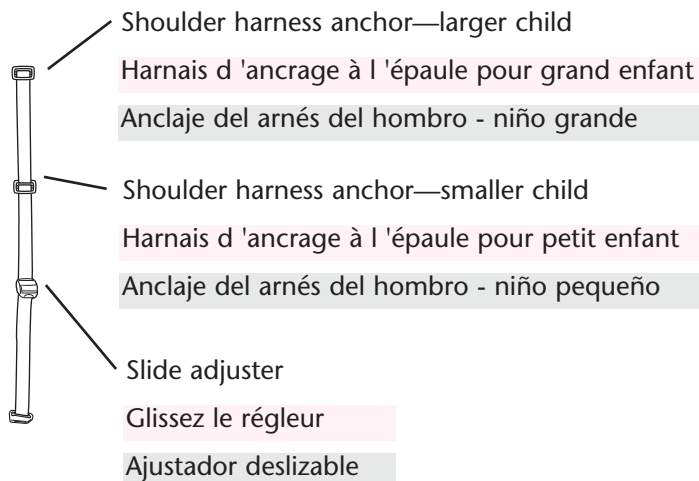 Shoulder harness anchor—larger child
Harnais d 'ancrage à l 'épaule pour grand enfant
Anclaje del arnés del hombro - niño grande
Shoulder harness anchor—smaller child
Harnais d 'ancrage à l 'épaule pour petit enfant
Anclaje del arnés del hombro - niño pequeño
Slide adjuster
Glissez le régleur
Ajustador deslizable